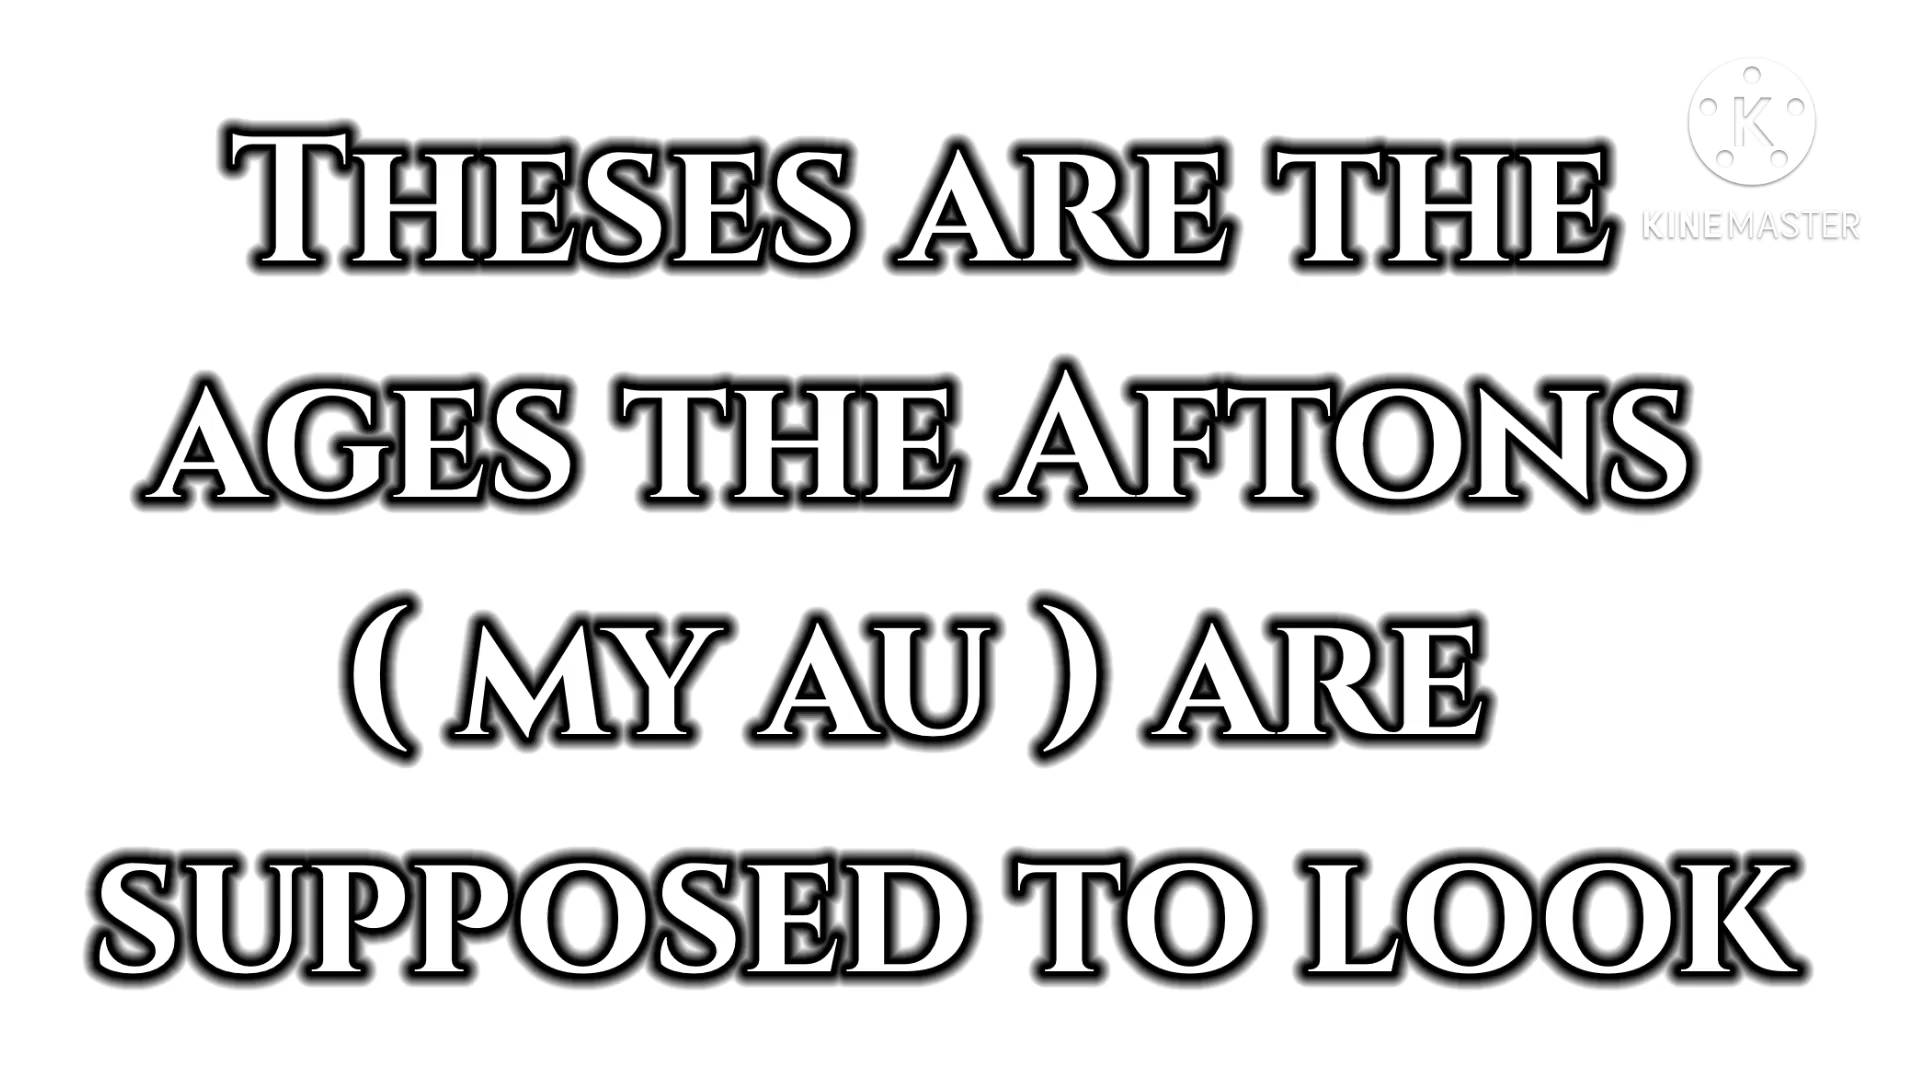 Theses are the
KINEMASTER
ages the Aftons
( my au ) are
supposed to look